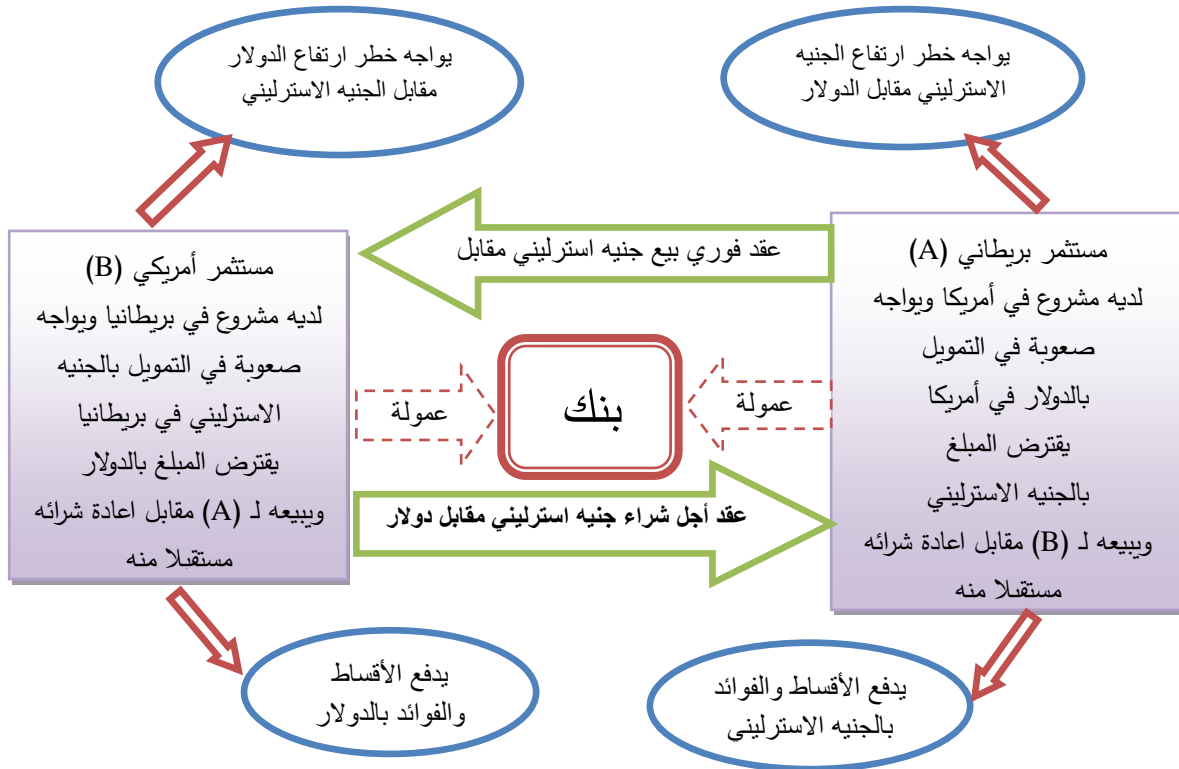 يواجه خطر ارتفاع الجنيه
الاسترليني مقابل الدولار
يواجه خطر ارتفاع الدولار
مقابل الجنيه الاسترليني
مستثمر بريطاني (A)
لديه مشروع في أمريكا ويواجه
صعوبة في التمويل
بالدولار في أمريكا
يقترض المبلغ
بالجنيه الاسترليني
ويبيعه لـ (B) مقابل اعادة شرائه
مستقبلا منه
عقد فوري بيع جنيه استرليني مقابل
عمولة
بنك
عمولة
عقد أجل شراء جنيه استرليني مقابل دولار
مستثمر أمريكي (B)
لديه مشروع في بريطانيا ويواجه
صعوبة في التمويل بالجنيه
الاسترليني في بريطانيا
يقترض المبلغ بالدولار
ويبيعه لـ (A) مقابل اعادة شرائه
مستقبلا منه
يدفع الأقساط والفوائد
بالجنيه الاسترليني
يدفع الأقساط
والفوائد بالدولار